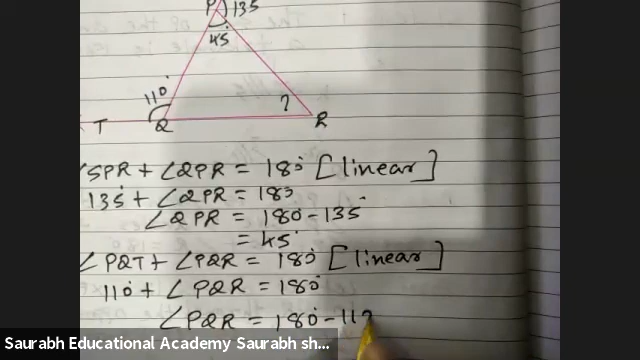 P 135°
45°
110°
?
T Q R
∠SPR + ∠QPR = 180° [linear]
135° + ∠QPR = 180
∠QPR = 180° - 135°
= 45°
∠PQT + ∠PQR = 180° [linear]
110° + ∠PQR = 180°
∠PQR = 180° - 110
Saurabh Educational Academy Saurabh sh...